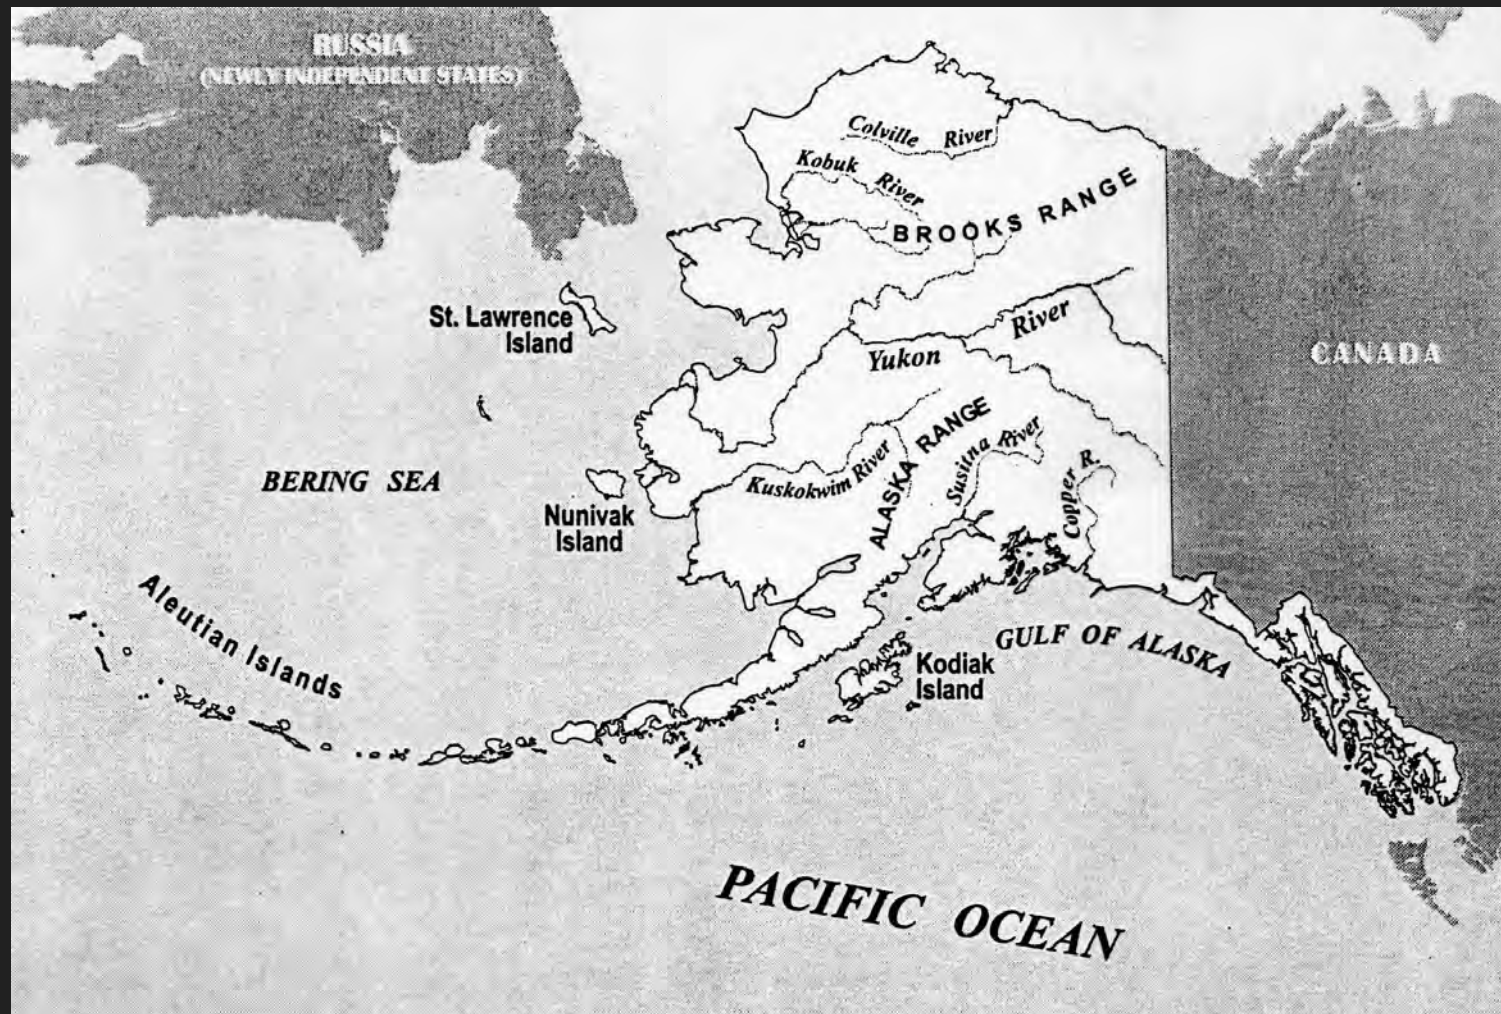 RUSSIA
(NEWLY INDEPENDENT STATES)
Colville River
Kobuk River
BROOKS RANGE
St. Lawrence
Island
Yukon River
CANADA
ALASKA RANGE
Kuskokwim River
Susitna River
Copper R.
BERING SEA
Nunivak
Island
Aleutian Islands
GULF OF ALASKA
Kodiak
Island
PACIFIC OCEAN